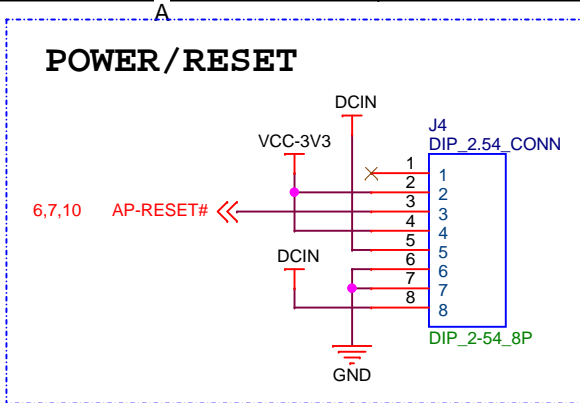 A
POWER/RESET
DCIN
J4
DIP_2.54_CONN
VCC-3V3
1 1
2 2
6,7,10 AP-RESET# 3 3
4 4
5 5
DCIN
6 6
7 7
8 8
DIP_2-54_8P
GND